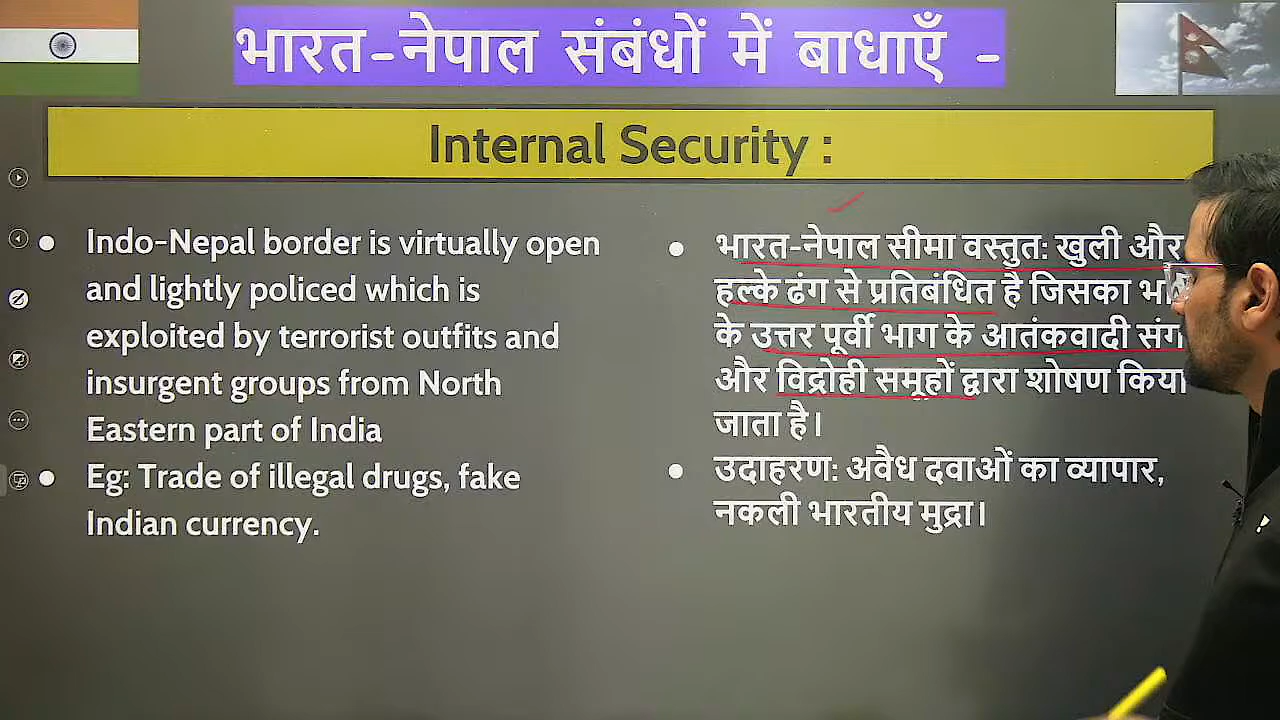 भारत-नेपाल संबंधों में बाधाएँ -
Internal Security :
Indo-Nepal border is virtually open
and lightly policed which is
exploited by terrorist outfits and
insurgent groups from North
Eastern part of India
Eg: Trade of illegal drugs, fake
Indian currency.
भारत-नेपाल सीमा वस्तुतः खुली और
हल्के ढंग से प्रतिबंधित है जिसका
के उत्तर पूर्वी भाग के आतंकवादी
और विद्रोही समूहों द्वारा शोषण किया
जाता है।
उदाहरण: अवैध दवाओं का व्यापार,
नकली भारतीय मुद्रा।